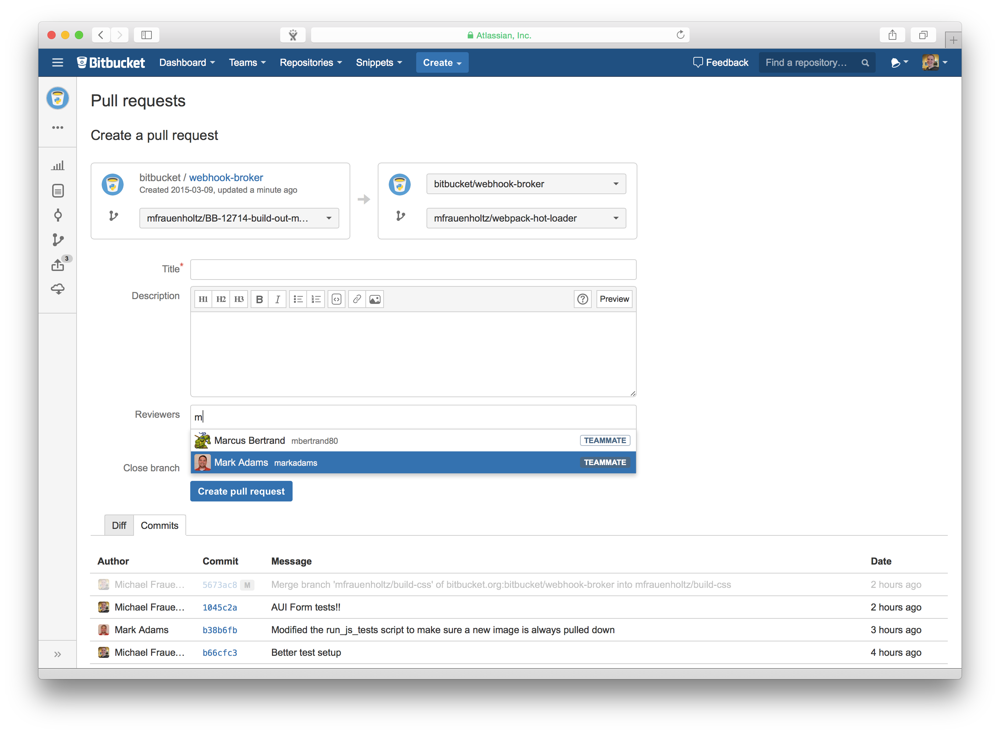 Atlassian, Inc.
Bitbucket Dashboard Teams Repositories Snippets Create Feedback Find a repository...
Pull requests
Create a pull request
bitbucket / webhook-broker
Created 2015-03-09, updated a minute ago
mfrauenholtz/BB-12714-build-out-m...
bitbucket/webhook-broker
mfrauenholtz/webpack-hot-loader
3
Title*
Description H1 H2 H3 B I Preview
Reviewers m
Marcus Bertrand mbertrand80 TEAMMATE
Mark Adams markadams TEAMMATE
Close branch
Create pull request
Diff Commits
Author Commit Message Date
Michael Fraue... 5673ac8 M Merge branch 'mfrauenholtz/build-css' of bitbucket.org:bitbucket/webhook-broker into mfrauenholtz/build-css 2 hours ago
Michael Fraue... 1045c2a AUI Form tests!! 2 hours ago
Mark Adams b38b6fb Modified the run_js_tests script to make sure a new image is always pulled down 3 hours ago
Michael Fraue... b66cfc3 Better test setup 4 hours ago